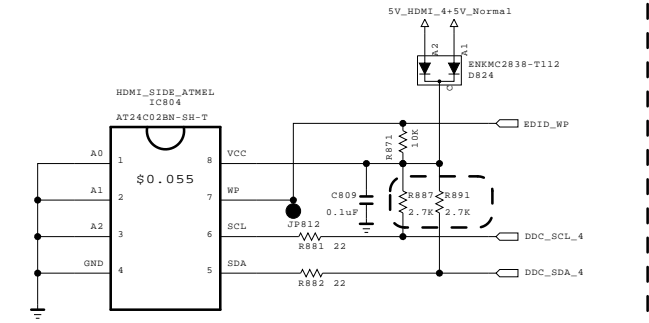 5V_HDMI_4+5V_Normal
A2
A1
ENKMC2838-T112
D824
C
HDMI_SIDE_ATMEL
IC804
AT24C02BN-SH-T
EDID_WP
R871
10K
A0
1
8
VCC
$0.055
A1
2
7
WP
C809
0.1uF
R887
R891
2.7K
2.7K
JP812
A2
3
6
SCL
R881 22
DDC_SCL_4
GND
4
5
SDA
R882 22
DDC_SDA_4